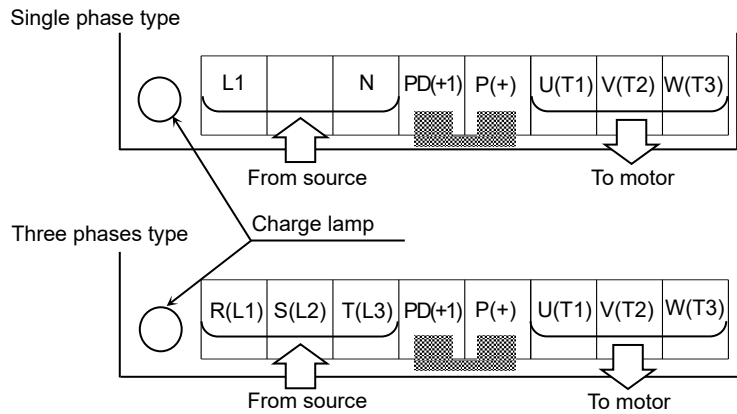 Single phase type
L1 N PD(+1) P(+) U(T1) V(T2) W(T3)
From source To motor
Charge lamp
Three phases type
R(L1) S(L2) T(L3) PD(+1) P(+) U(T1) V(T2) W(T3)
From source To motor